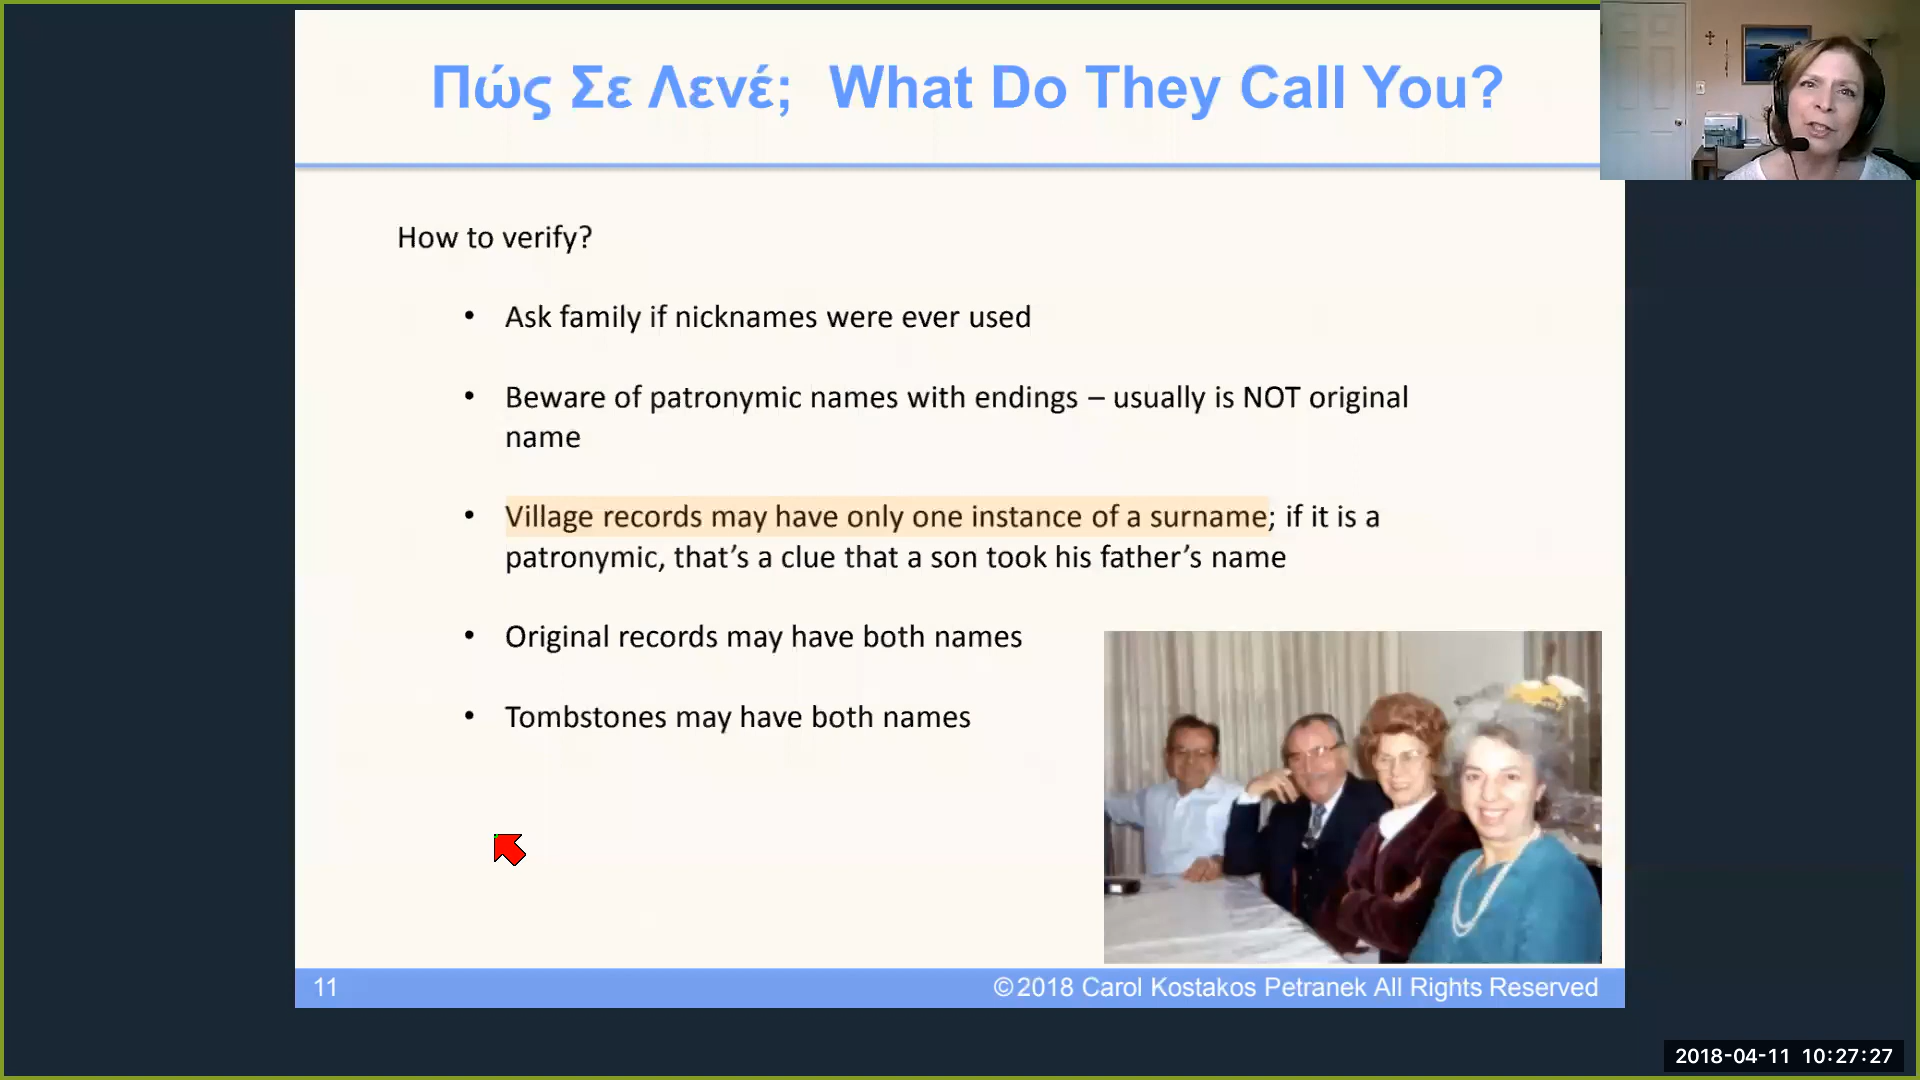 Πώς Σε Λενέ;  What Do They Call You?
How to verify?
• Ask family if nicknames were ever used
• Beware of patronymic names with endings – usually is NOT original
name
• Village records may have only one instance of a surname; if it is a
patronymic, that’s a clue that a son took his father’s name
• Original records may have both names
• Tombstones may have both names
11
©2018 Carol Kostakos Petranek All Rights Reserved
2018-04-11 10:27:27